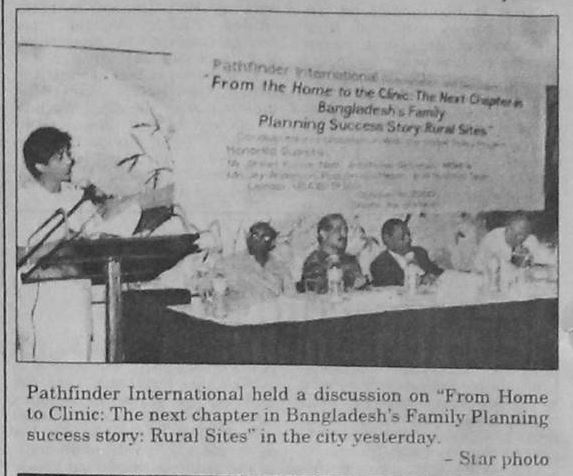 Pathfinder International
"From the Home to the Clinic: The Next Chapter in
Bangladesh's Family
Planning Success Story: Rural Sites"
Honored Guests
Pathfinder International held a discussion on "From Home
to Clinic: The next chapter in Bangladesh's Family Planning
success story: Rural Sites" in the city yesterday.
– Star photo